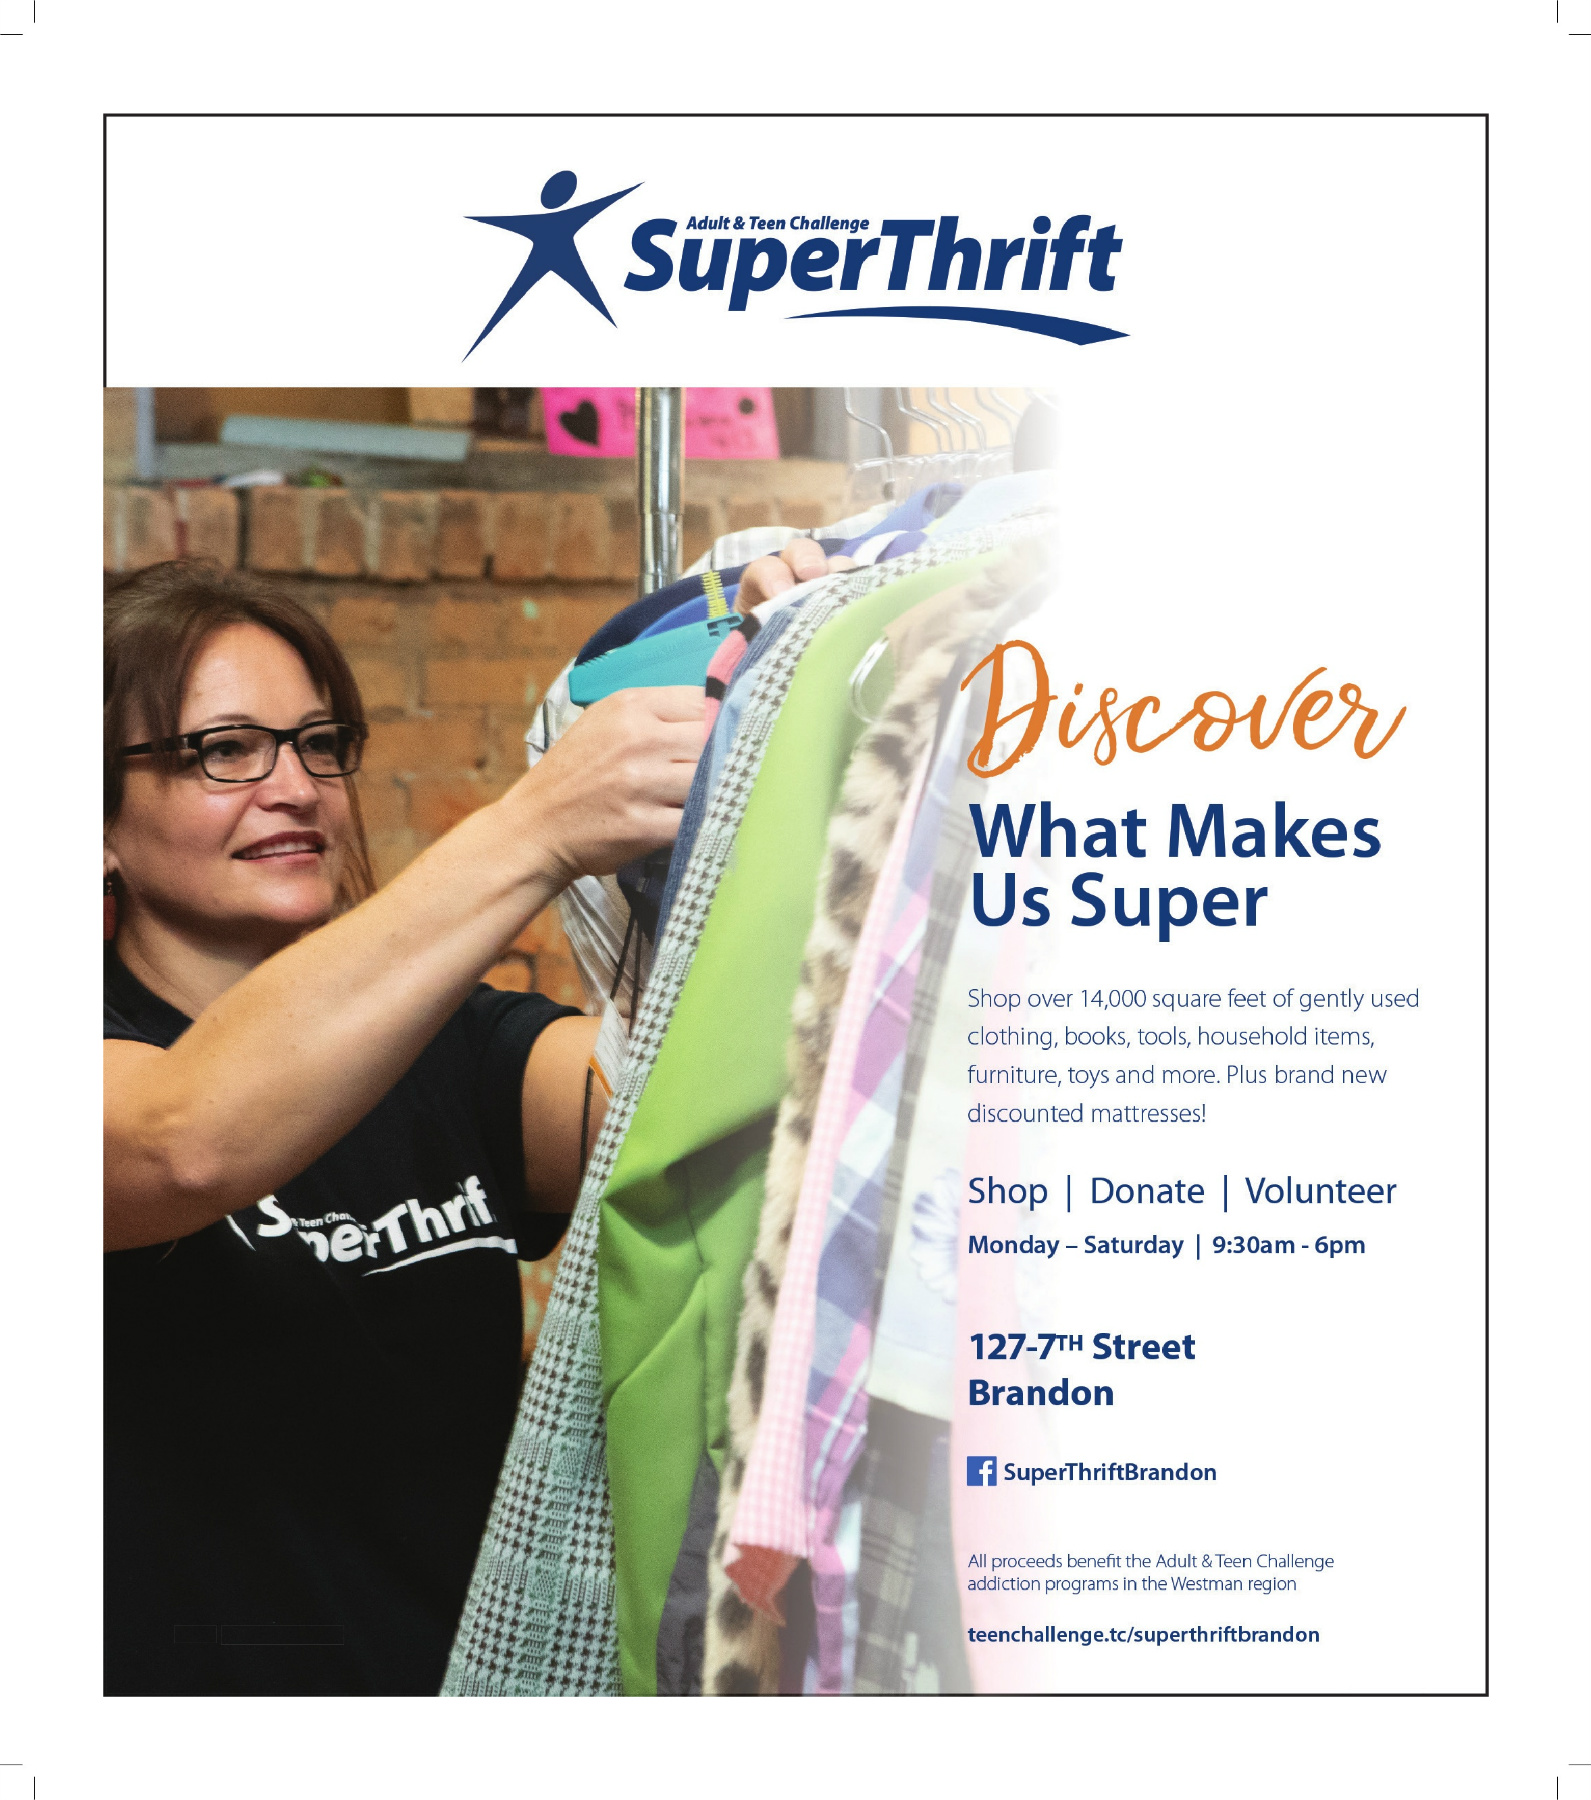 Adult & Teen Challenge
SuperThrift
Discover
What Makes
Us Super
Shop over 14,000 square feet of gently used
clothing, books, tools, household items,
furniture, toys and more. Plus brand new
discounted mattresses!
Shop | Donate | Volunteer
Monday – Saturday | 9:30am - 6pm
127-7TH Street
Brandon
SuperThriftBrandon
All proceeds benefit the Adult & Teen Challenge
addiction programs in the Westman region
teenchallenge.tc/superthriftbrandon